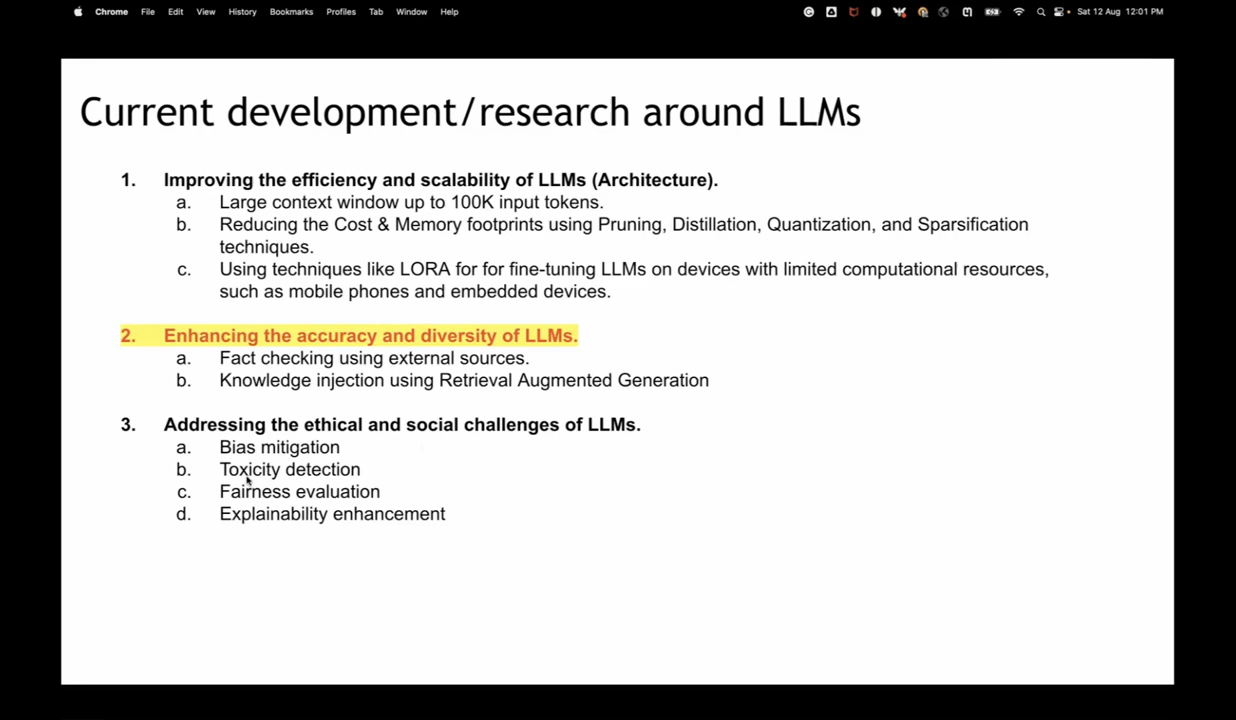 Chrome File Edit View History Bookmarks Profiles Tab Window Help Sat 12 Aug 12:01 PM
Current development/research around LLMs
1. Improving the efficiency and scalability of LLMs (Architecture).
a. Large context window up to 100K input tokens.
b. Reducing the Cost & Memory footprints using Pruning, Distillation, Quantization, and Sparsification
techniques.
c. Using techniques like LORA for for fine-tuning LLMs on devices with limited computational resources,
such as mobile phones and embedded devices.
2. Enhancing the accuracy and diversity of LLMs.
a. Fact checking using external sources.
b. Knowledge injection using Retrieval Augmented Generation
3. Addressing the ethical and social challenges of LLMs.
a. Bias mitigation
b. Toxicity detection
c. Fairness evaluation
d. Explainability enhancement